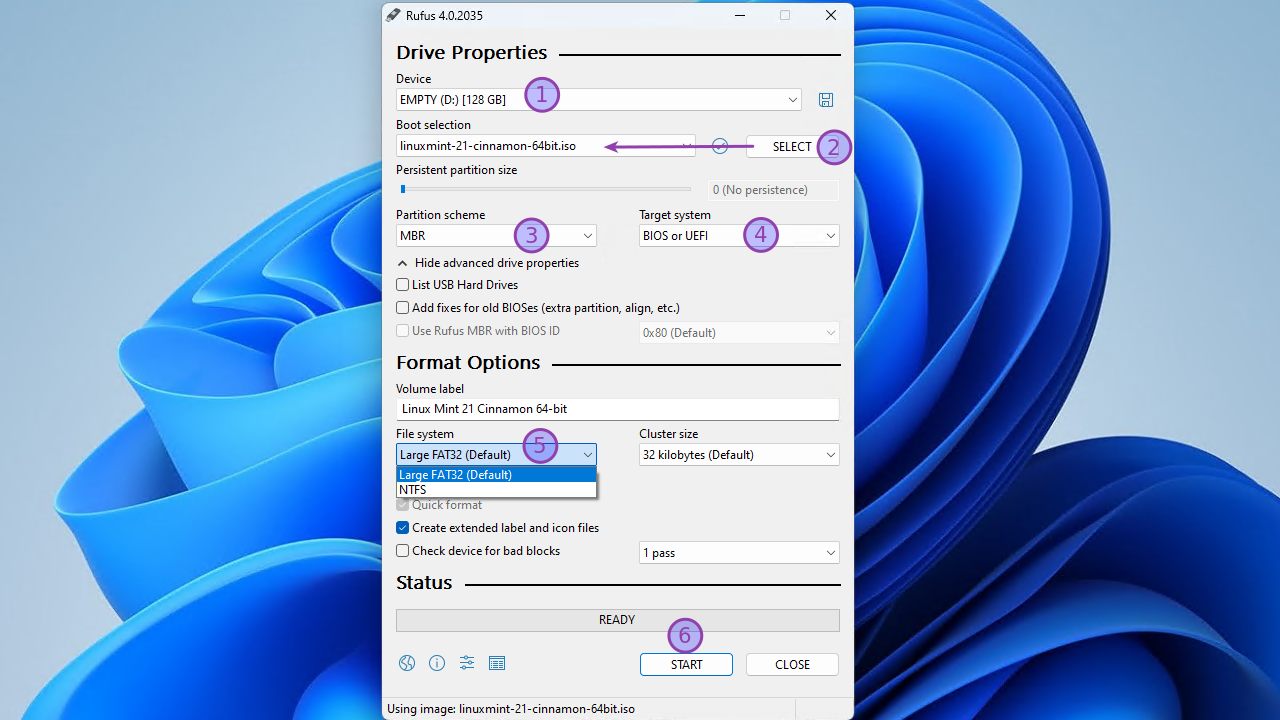 Rufus 4.0.2035
Drive Properties
Device
EMPTY (D:) [128 GB]
1
Boot selection
linuxmint-21-cinnamon-64bit.iso
SELECT
2
Persistent partition size
0 (No persistence)
Partition scheme
Target system
MBR
3
BIOS or UEFI
4
Hide advanced drive properties
List USB Hard Drives
Add fixes for old BIOSes (extra partition, align, etc.)
Use Rufus MBR with BIOS ID
0x80 (Default)
Format Options
Volume label
Linux Mint 21 Cinnamon 64-bit
File system
Cluster size
Large FAT32 (Default)
5
32 kilobytes (Default)
Large FAT32 (Default)
NTFS
Quick format
Create extended label and icon files
Check device for bad blocks
1 pass
Status
READY
6
START
CLOSE
Using image: linuxmint-21-cinnamon-64bit.iso